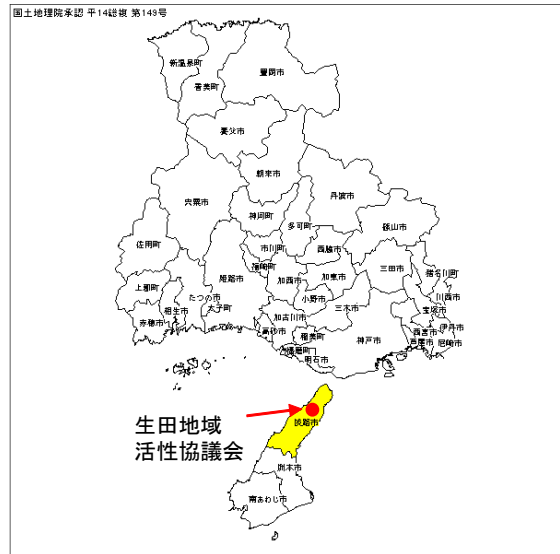 国土地理院承認 平14総複 第149号
新温泉町
香美町
豊岡市
養父市
朝来市
宍粟市
丹波市
神河町
多可町
篠山市
佐用町
市川町
西脇市
福崎町
姫路市
加西市
加東市
三田市
猪名川町
上郡町
川西市
たつの市
小野市
相生市
太子町
三木市
宝塚市
赤穂市
加古川市
高砂市
稲美町
神戸市
西宮市
伊丹市
芦屋市
尼崎市
播磨町
明石市
淡路市
生田地域
活性協議会
洲本市
南あわじ市